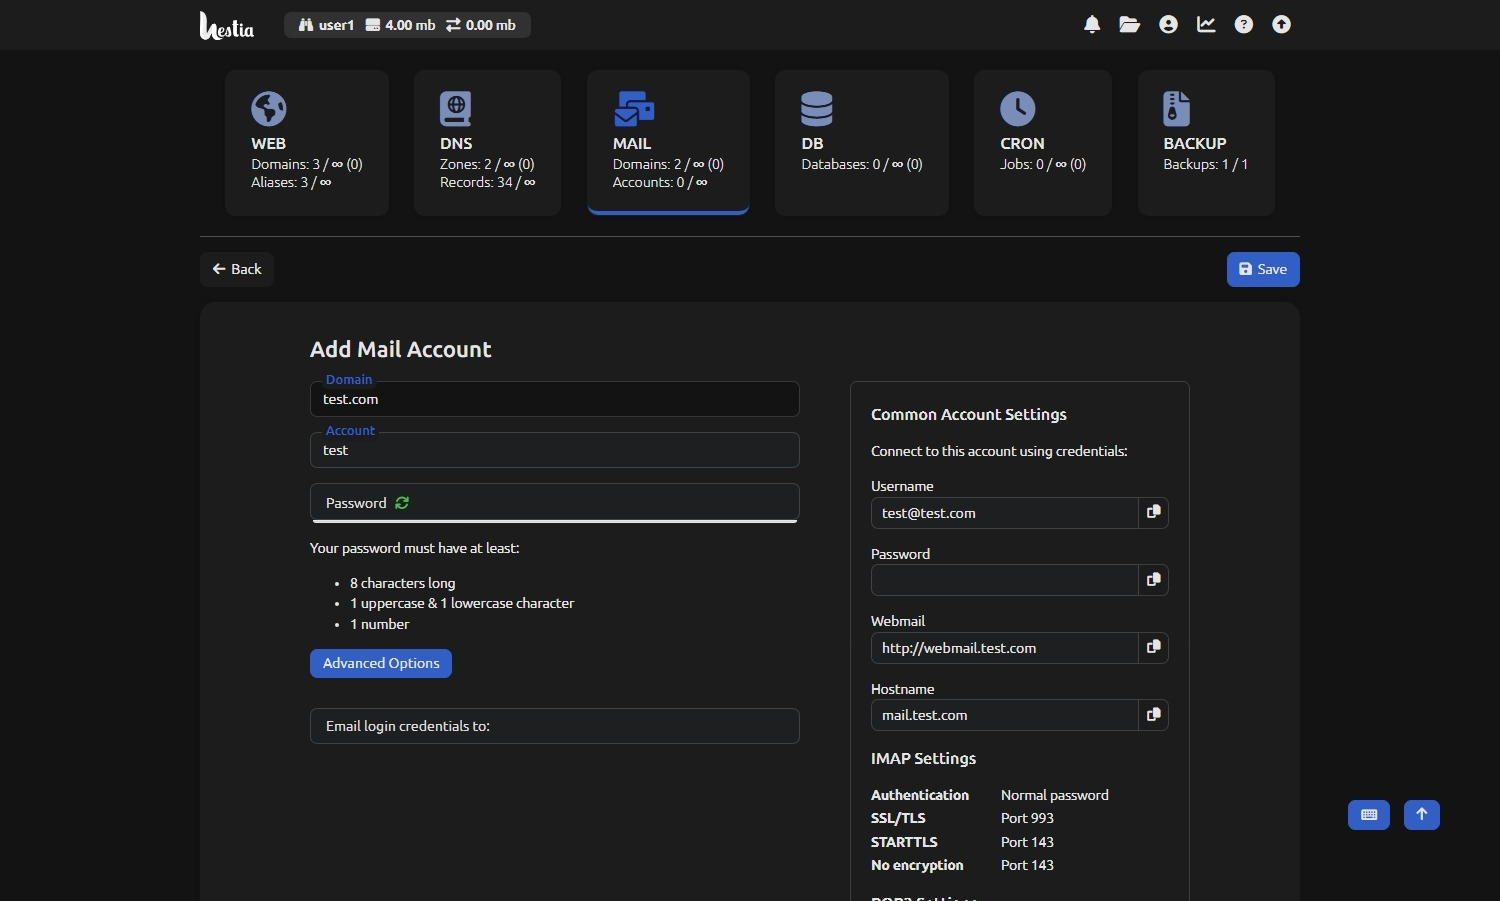 Hestia
user1 4.00 mb 0.00 mb
WEB
Domains: 3 / ∞ (0)
Aliases: 3 / ∞
DNS
Zones: 2 / ∞ (0)
Records: 34 / ∞
MAIL
Domains: 2 / ∞ (0)
Accounts: 0 / ∞
DB
Databases: 0 / ∞ (0)
CRON
Jobs: 0 / ∞ (0)
BACKUP
Backups: 1 / 1
Back
Save
Add Mail Account
Domain
test.com
Account
test
Password
Your password must have at least:
• 8 characters long
• 1 uppercase & 1 lowercase character
• 1 number
Advanced Options
Email login credentials to:
Common Account Settings
Connect to this account using credentials:
Username
test@test.com
Password
Webmail
http://webmail.test.com
Hostname
mail.test.com
IMAP Settings
Authentication Normal password
SSL/TLS Port 993
STARTTLS Port 143
No encryption Port 143